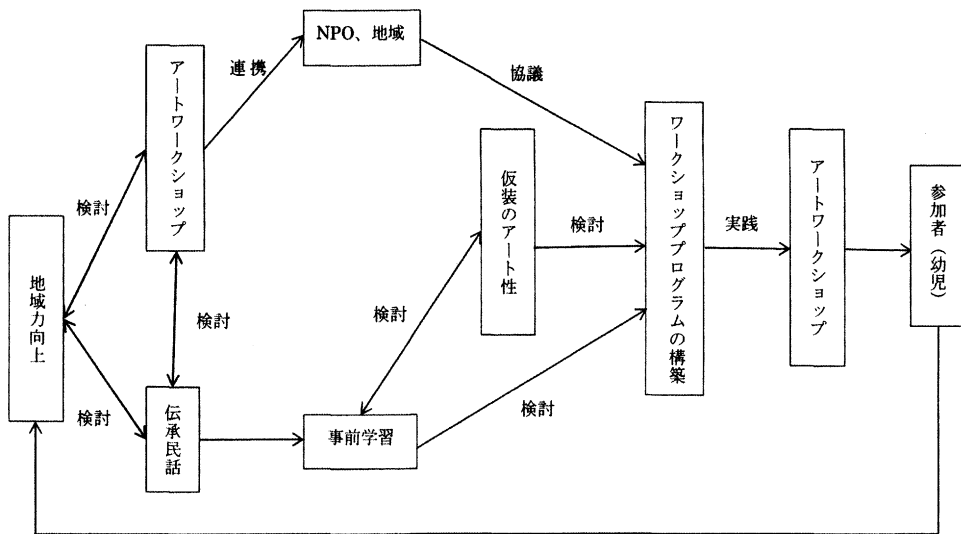 NPO、地域
アートワークショップ
連携
協議
検討
地域力向上
検討
検討
伝承民話
事前学習
検討
仮装のアート性
検討
検討
ワークショッププログラムの構築
実践
アートワークショップ
参加者（幼児）